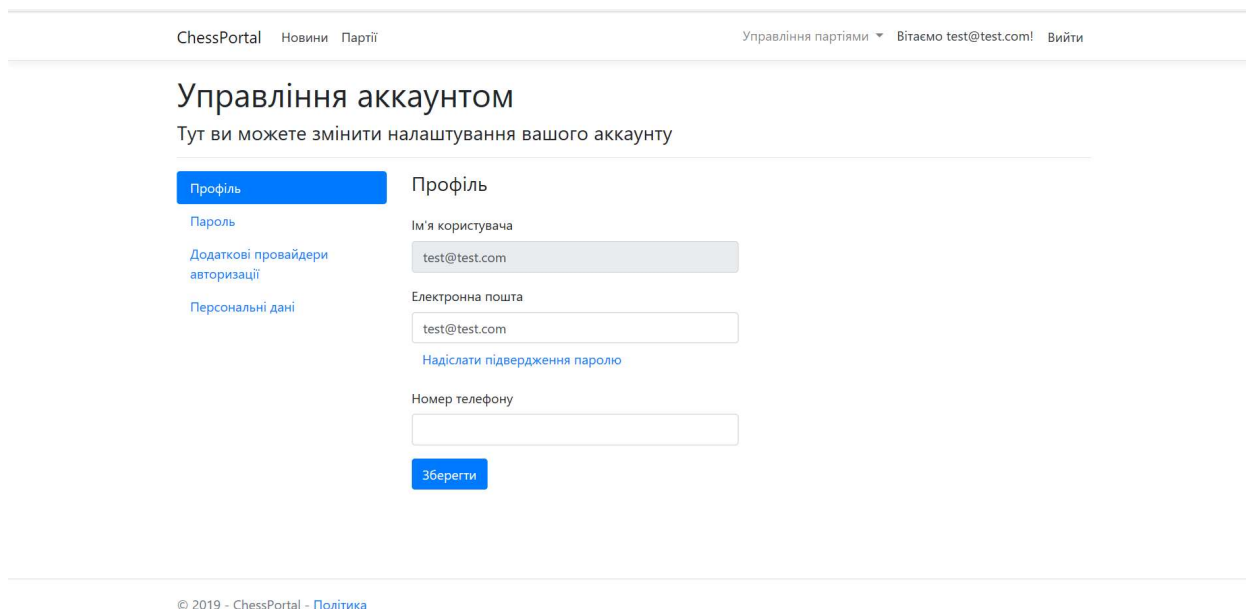 ChessPortal Новини Партії Управління партіями Вітаємо test@test.com! Вийти
Управління аккаунтом
Тут ви можете змінити налаштування вашого аккаунту
Профіль
Пароль
Додаткові провайдери
авторизації
Персональні дані
Профіль
Ім'я користувача
test@test.com
Електронна пошта
test@test.com
Надіслати підвердження паролю
Номер телефону
Зберегти
© 2019 - ChessPortal - Політика